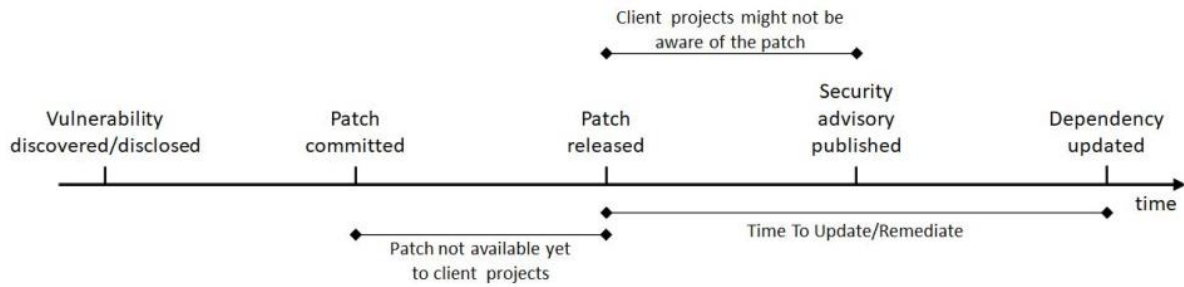 Client projects might not be
aware of the patch
Vulnerability
discovered/disclosed
Patch
committed
Patch
released
Security
advisory
published
Dependency
updated
time
Time To Update/Remediate
Patch not available yet
to client projects